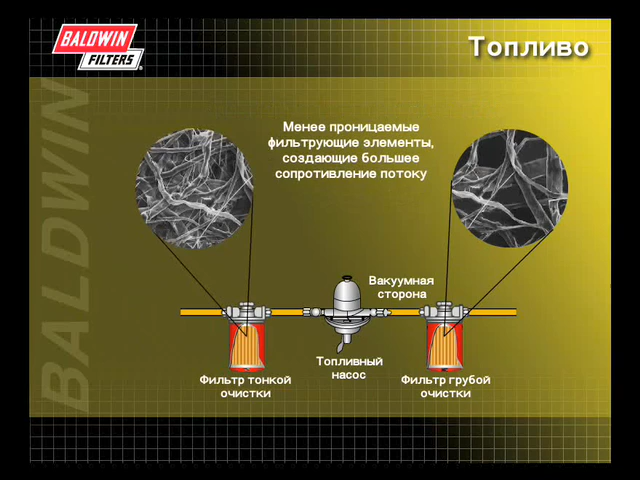 BALDWIN
FILTERS®
Топливо
BALDWIN
Менее проницаемые
фильтрующие элементы,
создающие большее
сопротивление потоку
Вакуумная
сторона
Топливный
насос
Фильтр тонкой
очистки
Фильтр грубой
очистки